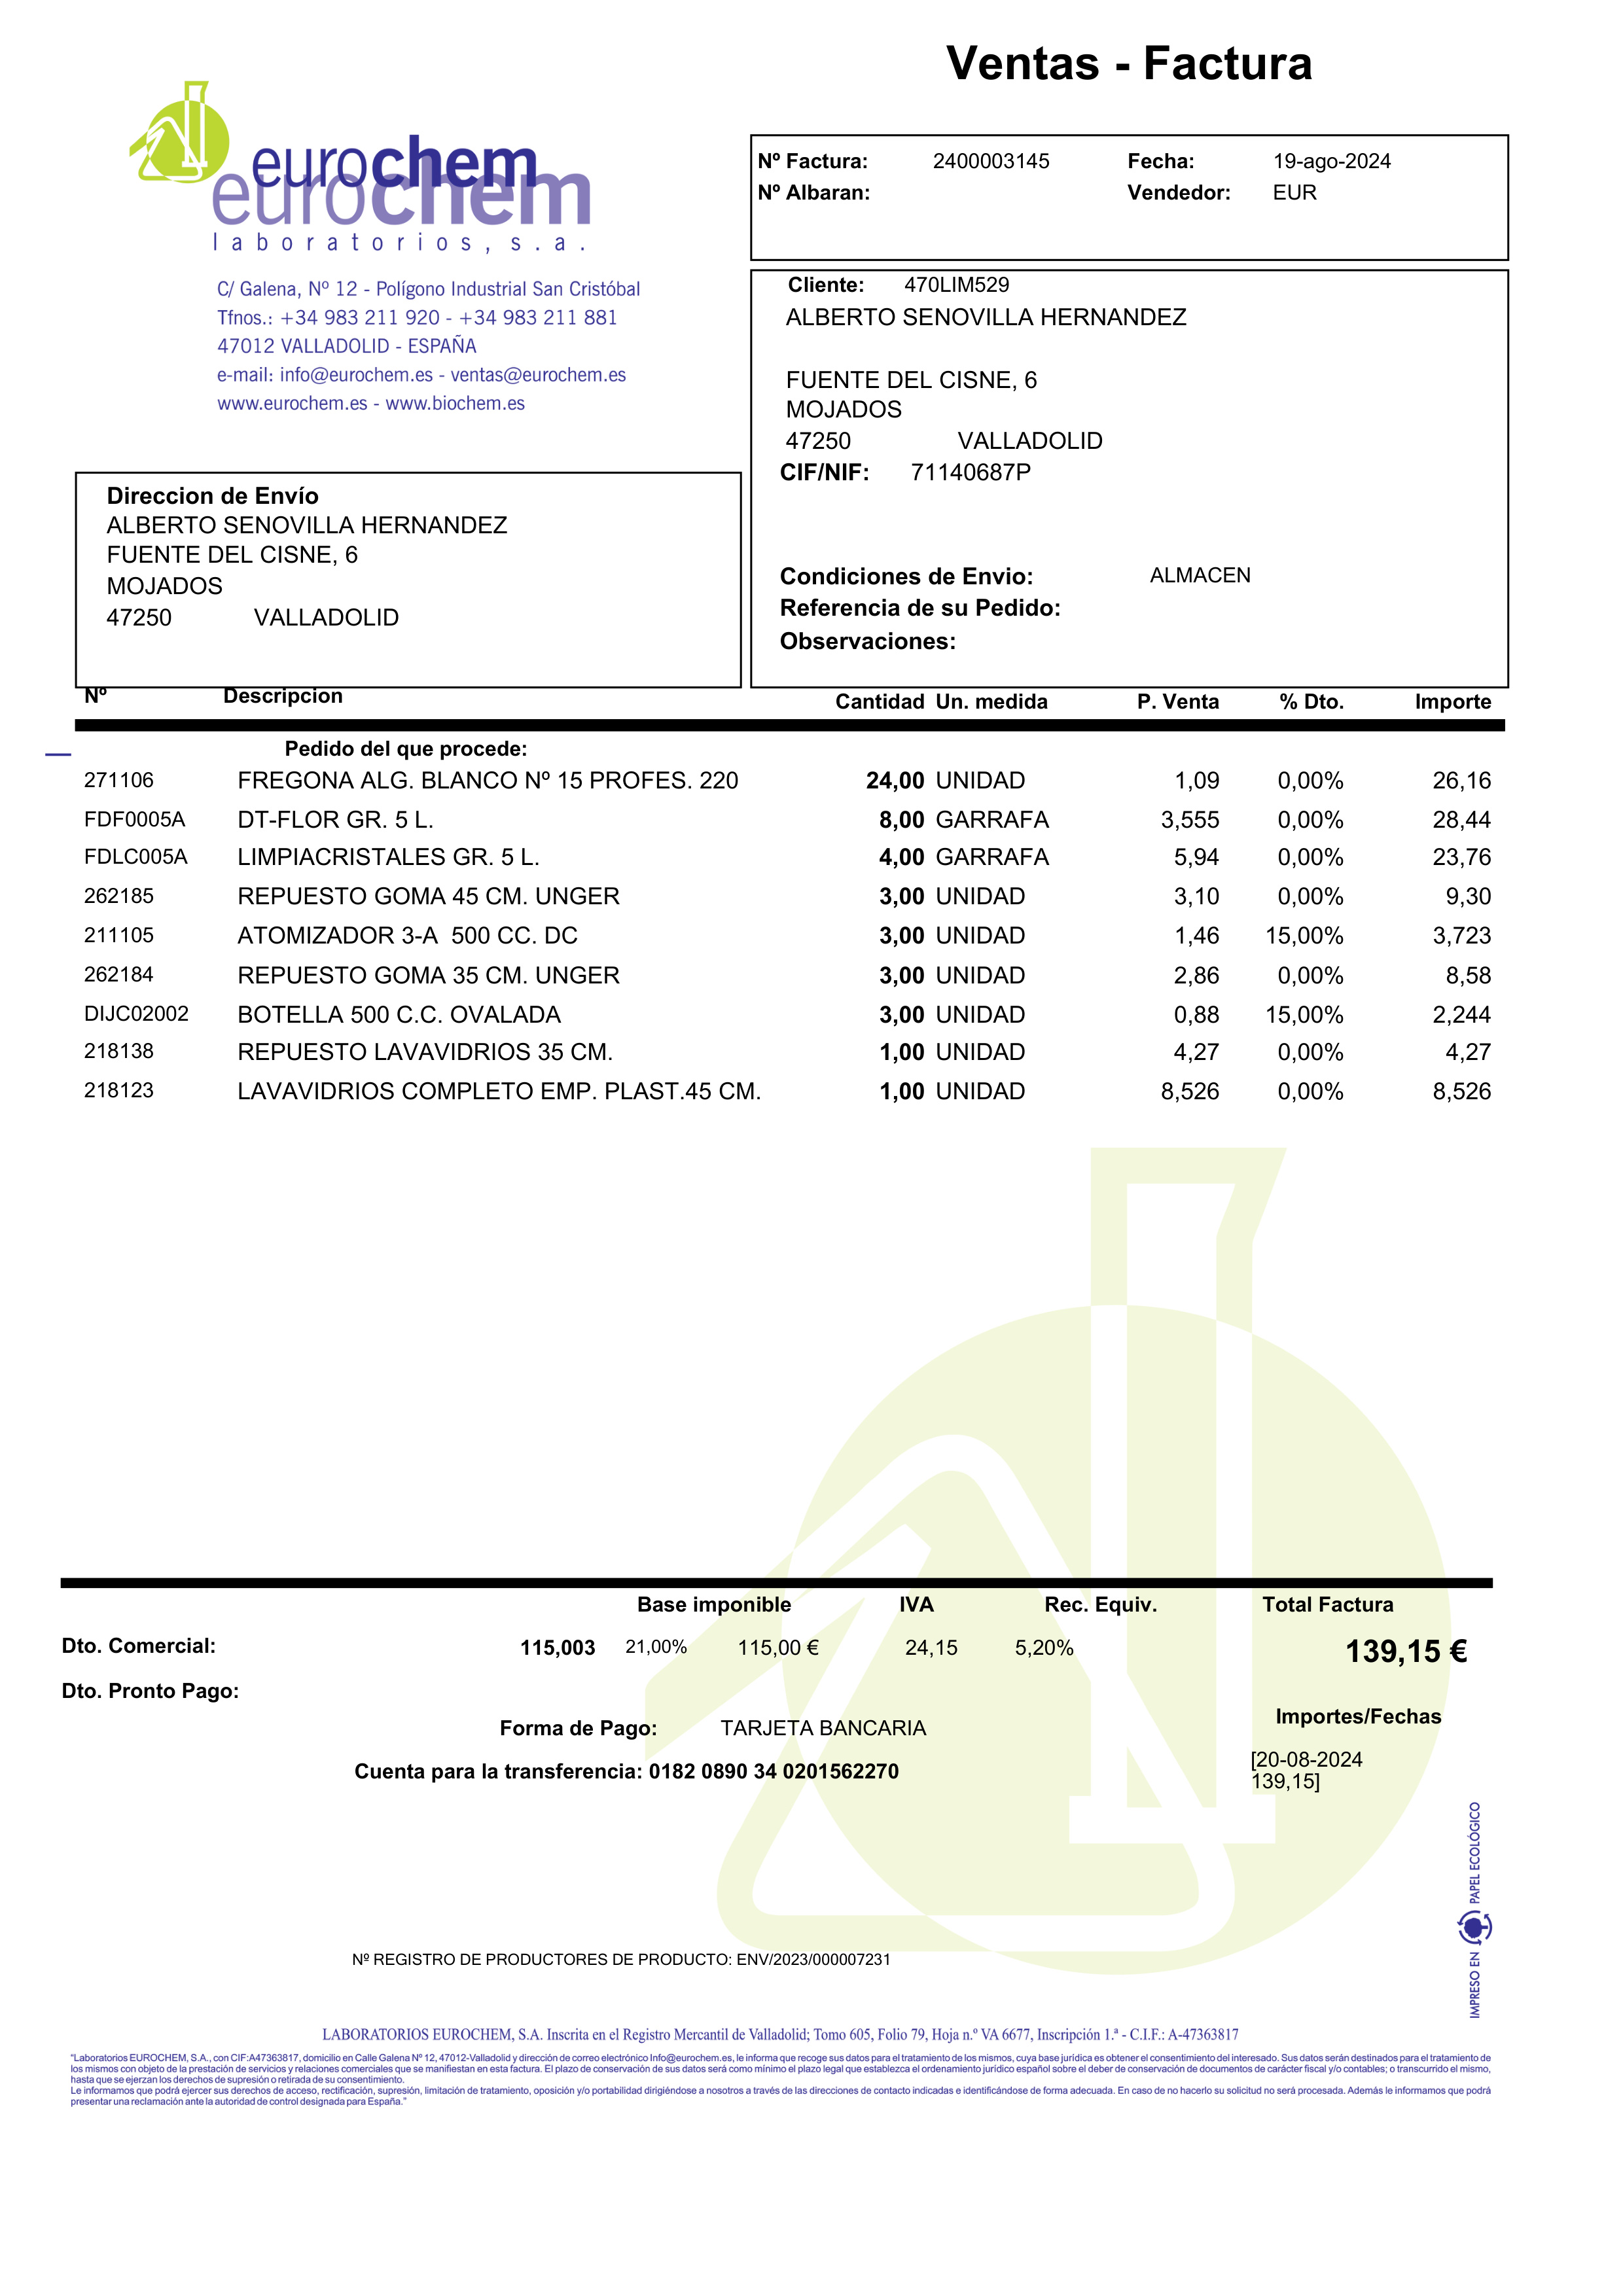 Ventas - Factura
eurochem
eurochem
laboratorios, s.a.
C/ Galena, Nº 12 - Polígono Industrial San Cristóbal
Tfnos.: +34 983 211 920 - +34 983 211 881
47012 VALLADOLID - ESPAÑA
e-mail: info@eurochem.es - ventas@eurochem.es
www.eurochem.es - www.biochem.es
Nº Factura: 2400003145 Fecha: 19-ago-2024
Nº Albaran: Vendedor: EUR
Cliente: 470LIM529
ALBERTO SENOVILLA HERNANDEZ
FUENTE DEL CISNE, 6
MOJADOS
47250 VALLADOLID
CIF/NIF: 71140687P
Condiciones de Envio: ALMACEN
Referencia de su Pedido:
Observaciones:
Direccion de Envío
ALBERTO SENOVILLA HERNANDEZ
FUENTE DEL CISNE, 6
MOJADOS
47250 VALLADOLID
Nº Descripcion Cantidad Un. medida P. Venta % Dto. Importe
Pedido del que procede:
271106 FREGONA ALG. BLANCO Nº 15 PROFES. 220 24,00 UNIDAD 1,09 0,00% 26,16
FDF0005A DT-FLOR GR. 5 L. 8,00 GARRAFA 3,555 0,00% 28,44
FDLC005A LIMPIACRISTALES GR. 5 L. 4,00 GARRAFA 5,94 0,00% 23,76
262185 REPUESTO GOMA 45 CM. UNGER 3,00 UNIDAD 3,10 0,00% 9,30
211105 ATOMIZADOR 3-A 500 CC. DC 3,00 UNIDAD 1,46 15,00% 3,723
262184 REPUESTO GOMA 35 CM. UNGER 3,00 UNIDAD 2,86 0,00% 8,58
DIJC02002 BOTELLA 500 C.C. OVALADA 3,00 UNIDAD 0,88 15,00% 2,244
218138 REPUESTO LAVAVIDRIOS 35 CM. 1,00 UNIDAD 4,27 0,00% 4,27
218123 LAVAVIDRIOS COMPLETO EMP. PLAST.45 CM. 1,00 UNIDAD 8,526 0,00% 8,526
Base imponible IVA Rec. Equiv. Total Factura
Dto. Comercial: 115,003 21,00% 115,00 € 24,15 5,20% 139,15 €
Dto. Pronto Pago:
Importes/Fechas
Forma de Pago: TARJETA BANCARIA
Cuenta para la transferencia: 0182 0890 34 0201562270
[20-08-2024
139,15]
IMPRESO EN PAPEL ECOLÓGICO
Nº REGISTRO DE PRODUCTORES DE PRODUCTO: ENV/2023/000007231
LABORATORIOS EUROCHEM, S.A. Inscrita en el Registro Mercantil de Valladolid; Tomo 605, Folio 79, Hoja n.º VA 6677, Inscripción 1.ª - C.I.F.: A-47363817
"Laboratorios EUROCHEM, S.A., con CIF:A47363817, domicilio en Calle Galena Nº 12, 47012-Valladolid y dirección de correo electrónico Info@eurochem.es, le informa que recoge sus datos para el tratamiento de los mismos, cuya base jurídica es obtener el consentimiento del interesado. Sus datos serán destinados para el tratamiento de
los mismos con objeto de la prestación de servicios y relaciones comerciales que se manifiestan en esta factura. El plazo de conservación de sus datos será como mínimo el plazo legal que establezca el ordenamiento jurídico español sobre el deber de conservación de documentos de carácter fiscal y/o contables; o transcurrido el mismo,
hasta que se ejerzan los derechos de supresión o retirada de su consentimiento.
Le informamos que podrá ejercer sus derechos de acceso, rectificación, supresión, limitación de tratamiento, oposición y/o portabilidad dirigiéndose a nosotros a través de las direcciones de contacto indicadas e identificándose de forma adecuada. En caso de no hacerlo su solicitud no será procesada. Además le informamos que podrá
presentar una reclamación ante la autoridad de control designada para España."